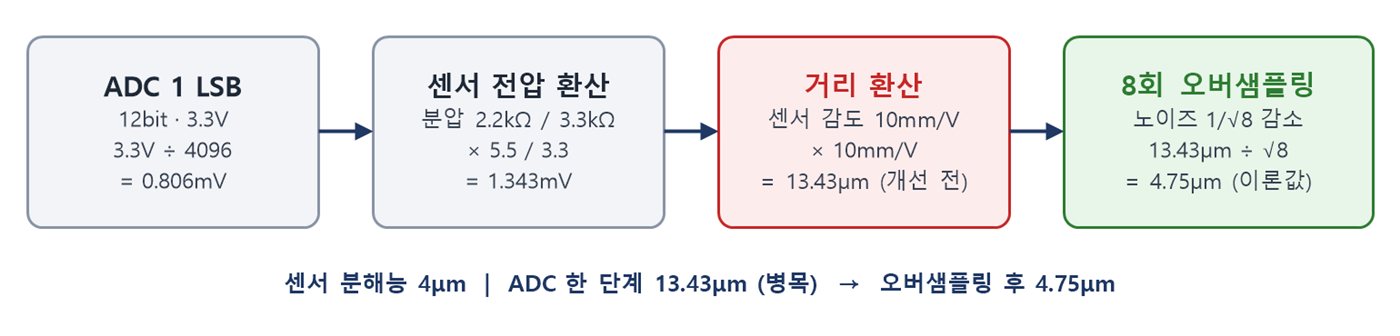 ADC 1 LSB
12bit · 3.3V
3.3V ÷ 4096
= 0.806mV
센서 전압 환산
분압 2.2kΩ / 3.3kΩ
× 5.5 / 3.3
= 1.343mV
거리 환산
센서 감도 10mm/V
× 10mm/V
= 13.43μm (개선 전)
8회 오버샘플링
노이즈 1/√8 감소
13.43μm ÷ √8
= 4.75μm (이론값)
센서 분해능 4μm | ADC 한 단계 13.43μm (병목) → 오버샘플링 후 4.75μm